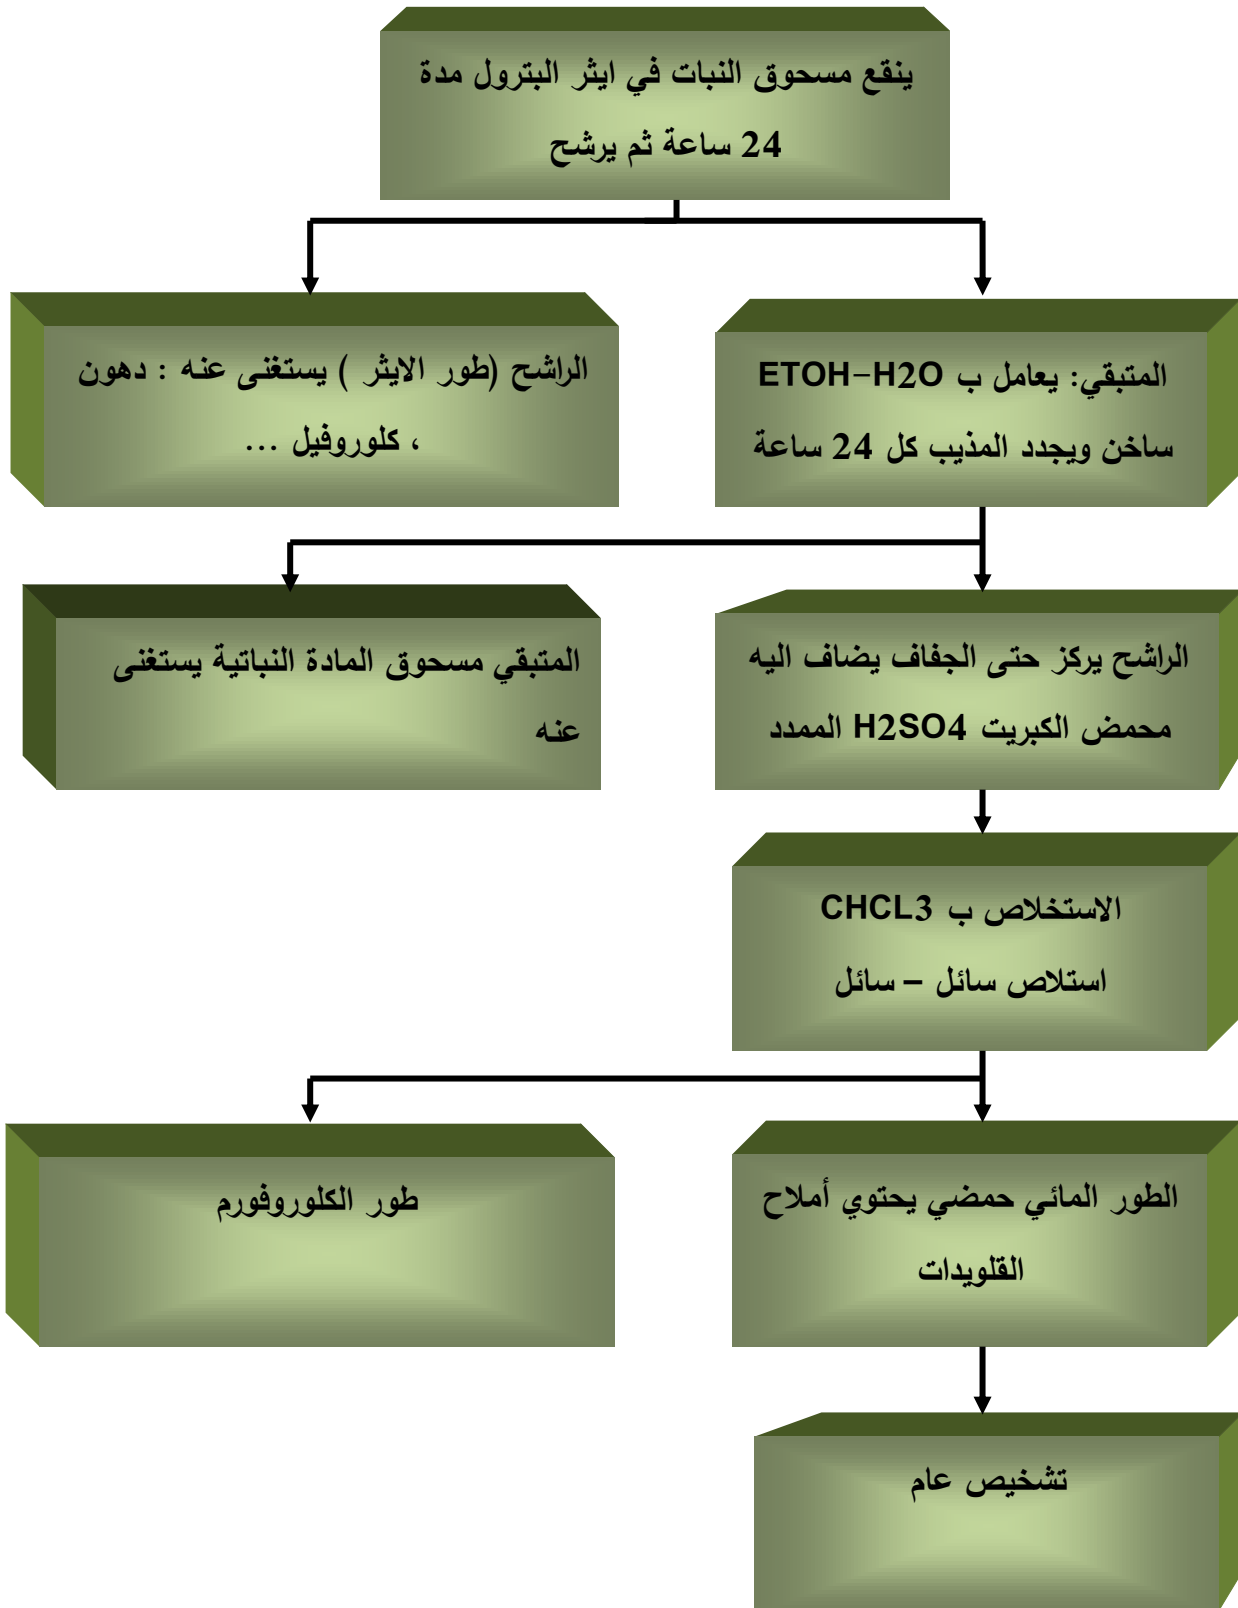 ينقع مسحوق النبات في ايثر البترول مدة
24 ساعة ثم يرشح
المتبقي: يعامل ب ETOH-H2O
ساخن ويجدد المذيب كل 24 ساعة
الراشح (طور الايثر ) يستغنى عنه : دهون
، كلوروفيل ...
الراشح يركز حتى الجفاف يضاف اليه
محمض الكبريت H2SO4 الممدد
المتبقي مسحوق المادة النباتية يستغنى
عنه
الاستخلاص ب CHCL3
استلاص سائل – سائل
الطور المائي حمضي يحتوي أملاح
القلويدات
طور الكلوروفورم
تشخيص عام